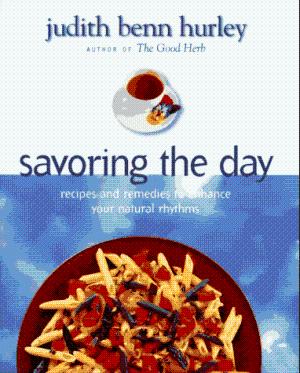 judith benn hurley
AUTHOR OF The Good Herb
savoring the day
recipes and remedies to enhance
your natural rhythms